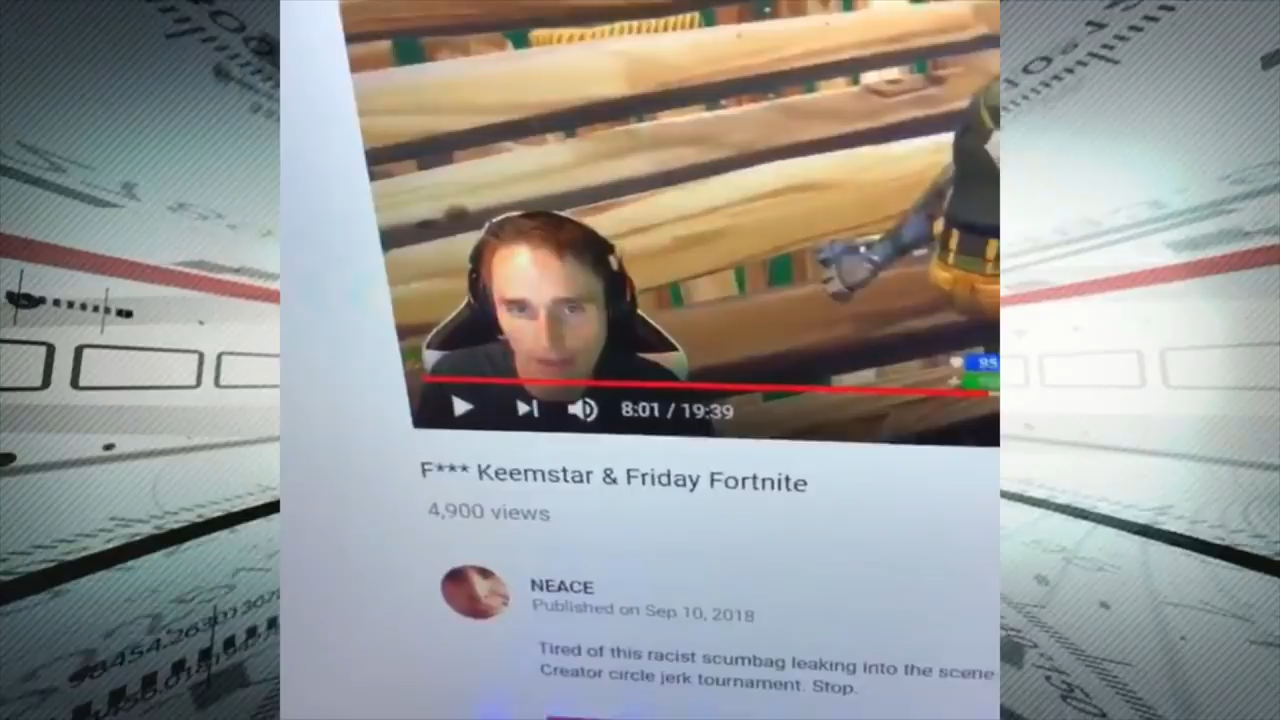 85
8:01 / 19:39
F*** Keemstar & Friday Fortnite
4,900 views
NEACE
Published on Sep 10, 2018
Tired of this racist scumbag leaking into the scene
Creator circle jerk tournament. Stop.